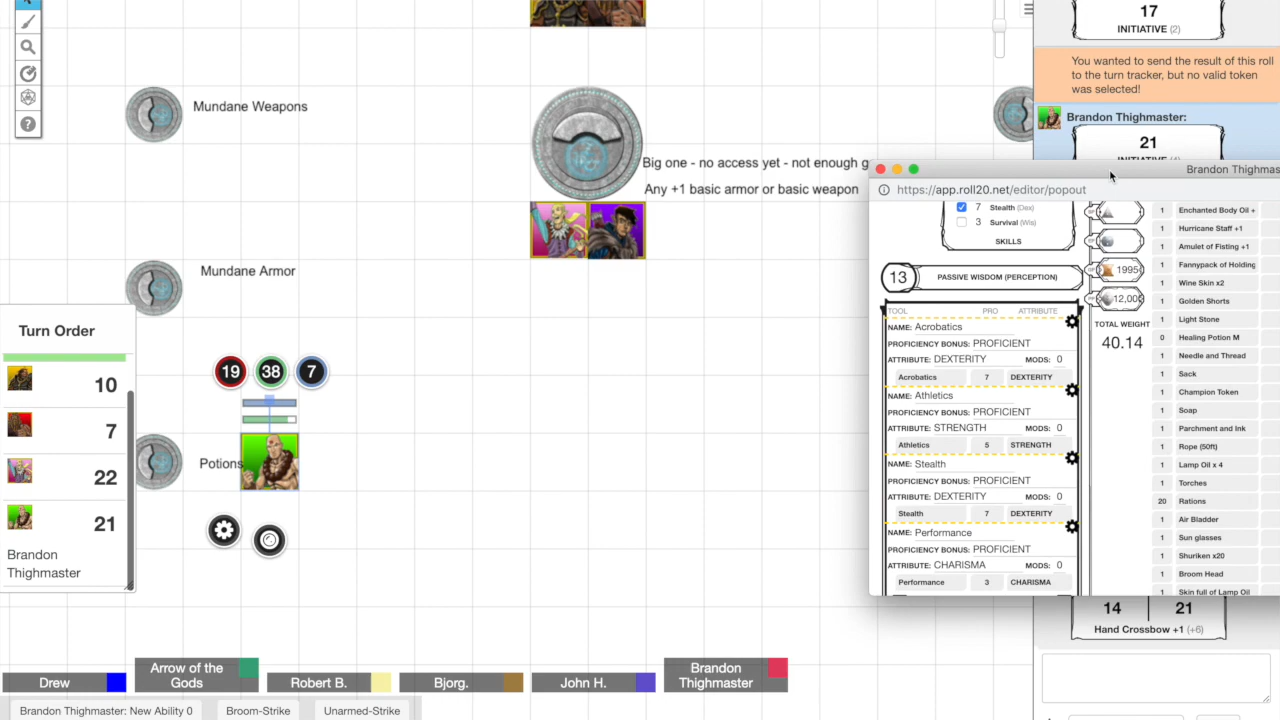 Mundane Weapons
Big one - no access yet - not enough g
Any +1 basic armor or basic weapon
Mundane Armor
Potions
19
38
7
Turn Order
10
7
22
21
Brandon
Thighmaster
17
INITIATIVE (2)
You wanted to send the result of this roll
to the turn tracker, but no valid token
was selected!
Brandon Thighmaster:
21
Brandon Thighmas
https://app.roll20.net/editor/popout
7 Stealth (Dex)
3 Survival (Wis)
SKILLS
13 PASSIVE WISDOM (PERCEPTION)
TOOL PRO ATTRIBUTE
NAME: Acrobatics
PROFICIENCY BONUS: PROFICIENT
ATTRIBUTE: DEXTERITY MODS: 0
Acrobatics 7 DEXTERITY
NAME: Athletics
PROFICIENCY BONUS: PROFICIENT
ATTRIBUTE: STRENGTH MODS: 0
Athletics 5 STRENGTH
NAME: Stealth
PROFICIENCY BONUS: PROFICIENT
ATTRIBUTE: DEXTERITY MODS: 0
Stealth 7 DEXTERITY
NAME: Performance
PROFICIENCY BONUS: PROFICIENT
ATTRIBUTE: CHARISMA MODS: 0
Performance 3 CHARISMA
1995
12,000
TOTAL WEIGHT
40.14
1 Enchanted Body Oil +
1 Hurricane Staff +1
1 Amulet of Fisting +1
1 Fannypack of Holding
1 Wine Skin x2
1 Golden Shorts
1 Light Stone
0 Healing Potion M
1 Needle and Thread
1 Sack
1 Champion Token
1 Soap
1 Parchment and Ink
1 Rope (50ft)
1 Lamp Oil x 4
1 Torches
20 Rations
1 Air Bladder
1 Sun glasses
1 Shuriken x20
1 Broom Head
1 Skin full of Lamp Oil
14 21
Hand Crossbow +1 (+6)
Drew
Arrow of the
Gods
Robert B.
Bjorg.
John H.
Brandon
Thighmaster
Brandon Thighmaster: New Ability 0
Broom-Strike
Unarmed-Strike